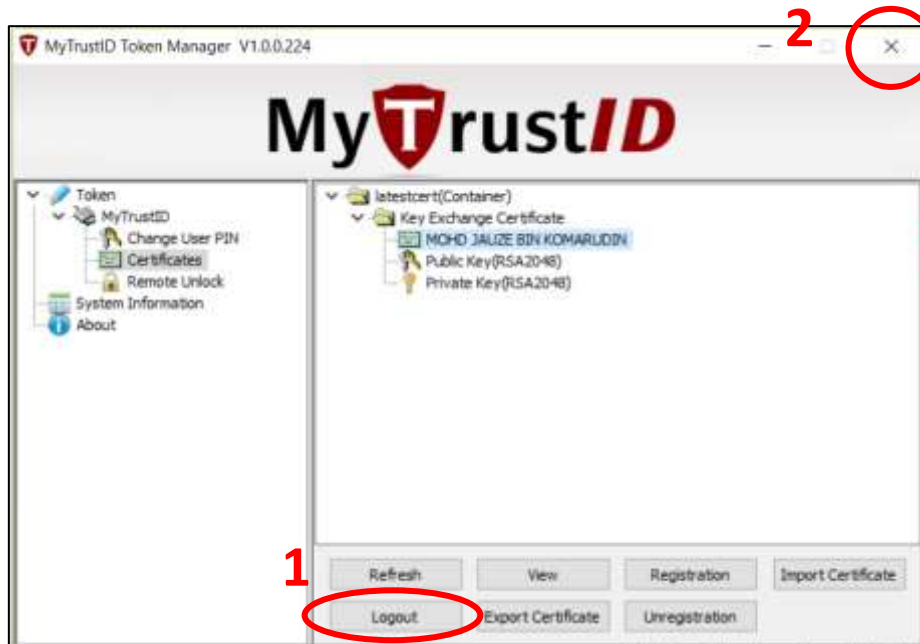 2
MyTrustID Token Manager V1.0.0.224
MyTrustID
Token
MyTrustID
Change User PIN
Certificates
Remote Unlock
System Information
About
latestcert(Container)
Key Exchange Certificate
MOHD JAUZE BIN KOMARUDIN
Public Key(RSA2048)
Private Key(RSA2048)
1
Refresh View Registration Import Certificate
Logout Export Certificate Unregistration